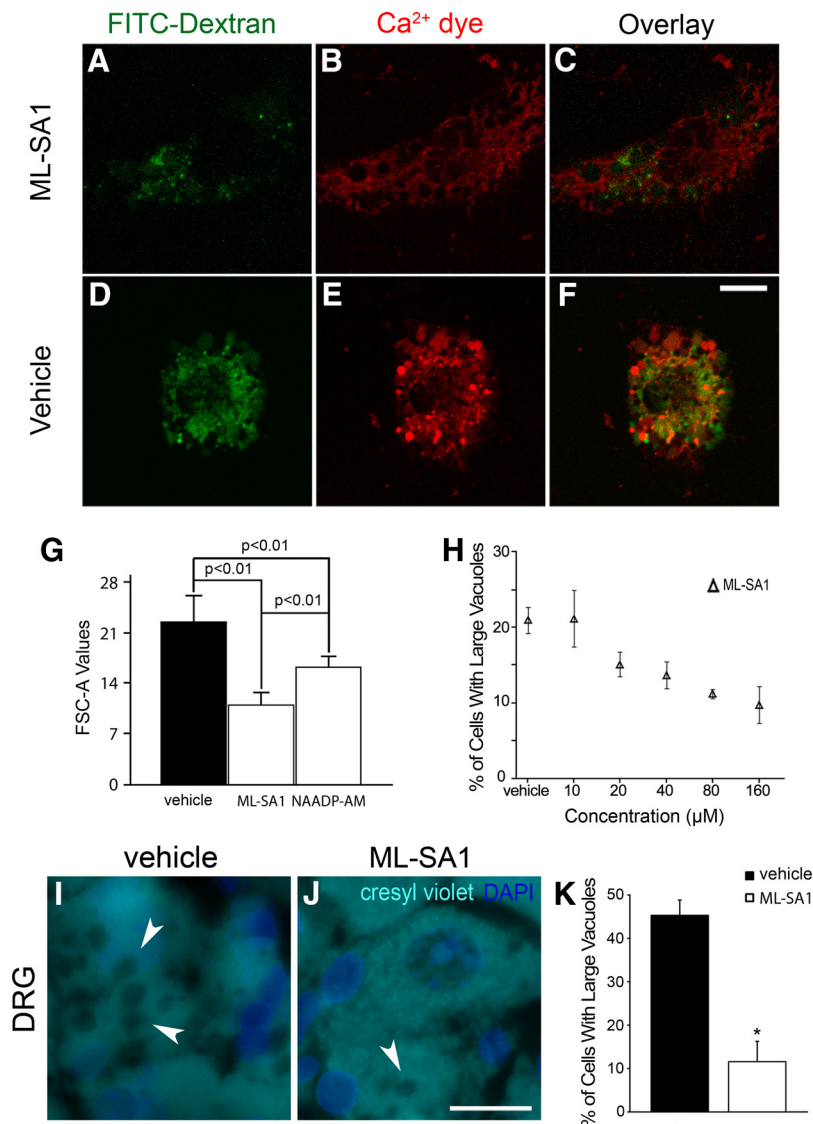 FITC-Dextran Ca²⁺ dye Overlay
ML-SA1
A B C
Vehicle
D E F
G
FSC-A Values
28
21
14
7
0
p<0.01
p<0.01
p<0.01
vehicle ML-SA1 NAADP-AM
H
% of Cells With Large Vacuoles
30
20
10
0
ML-SA1
vehicle 10 20 40 80 160
Concentration (µM)
vehicle ML-SA1
DRG
I J cresyl violet DAPI
K
vehicle
ML-SA1
% of Cells With Large Vacuoles
50
40
30
20
10
0
*